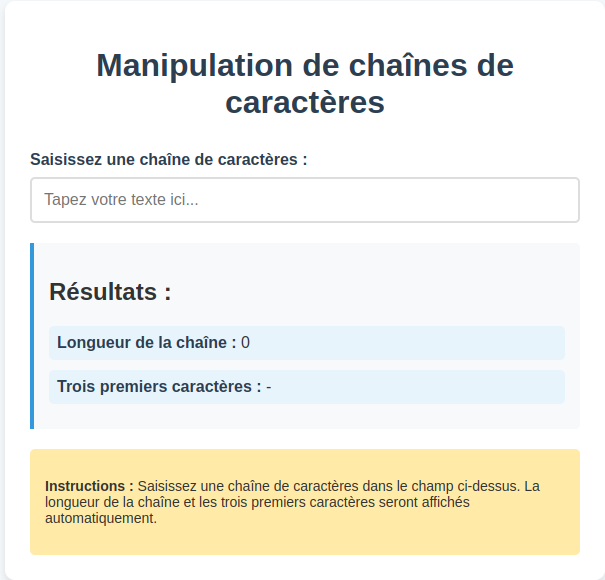 Manipulation de chaînes de
caractères
Saisissez une chaîne de caractères :
Tapez votre texte ici...
Résultats :
Longueur de la chaîne : 0
Trois premiers caractères : -
Instructions : Saisissez une chaîne de caractères dans le champ ci-dessus. La
longueur de la chaîne et les trois premiers caractères seront affichés
automatiquement.